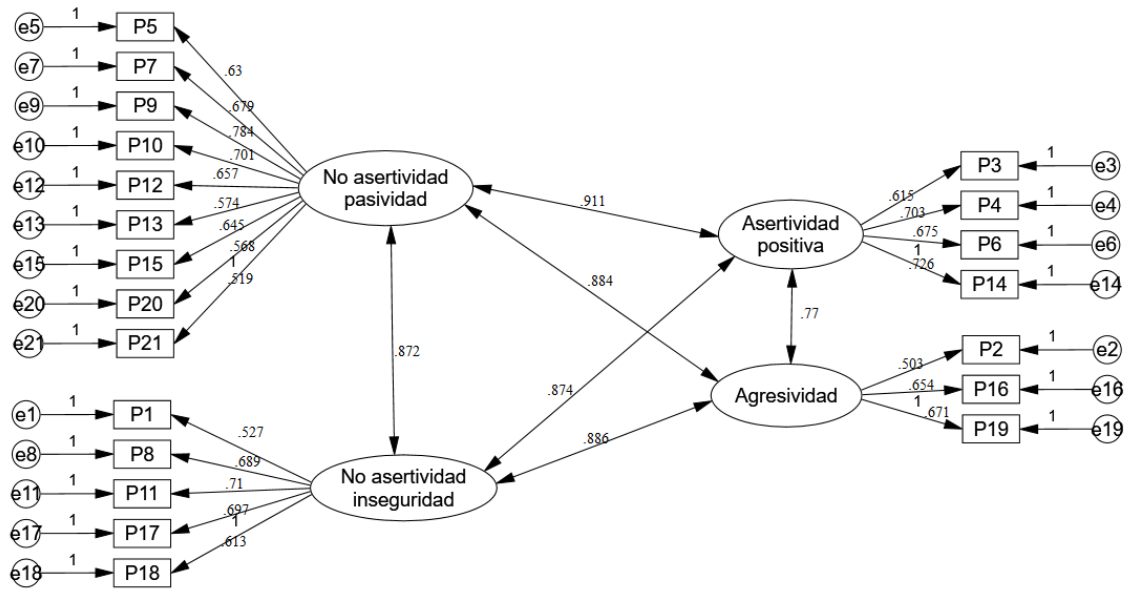 e5 1 P5
e7 1 P7
e9 1 P9
e10 1 P10
e12 1 P12
e13 1 P13
e15 1 P15
e20 1 P20
e21 1 P21
.63
.679
.784
.701
.657
.574
.645
.568
1
.519
No asertividad
pasividad
.911
.884
.872
e1 1 P1
e8 1 P8
e11 1 P11
e17 1 P17
e18 1 P18
.527
.689
.71
.697
1
.613
No asertividad
inseguridad
.874
.886
Asertividad
positiva
.77
.615
.703
.675
1
.726
P3 1 e3
P4 1 e4
P6 1 e6
P14 1 e14
Agresividad
.503
.654
1
.671
P2 1 e2
P16 1 e16
P19 1 e19